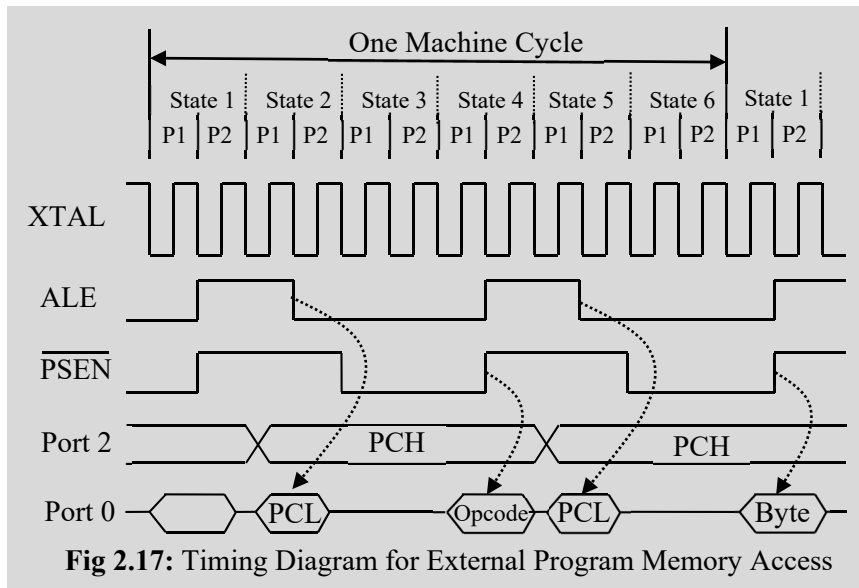 One Machine Cycle
State 1 State 2 State 3 State 4 State 5 State 6 State 1
P1 P2 P1 P2 P1 P2 P1 P2 P1 P2 P1 P2 P1 P2
XTAL
ALE
PSEN
Port 2 PCH PCH
Port 0 PCL Opcode PCL Byte
Fig 2.17: Timing Diagram for External Program Memory Access